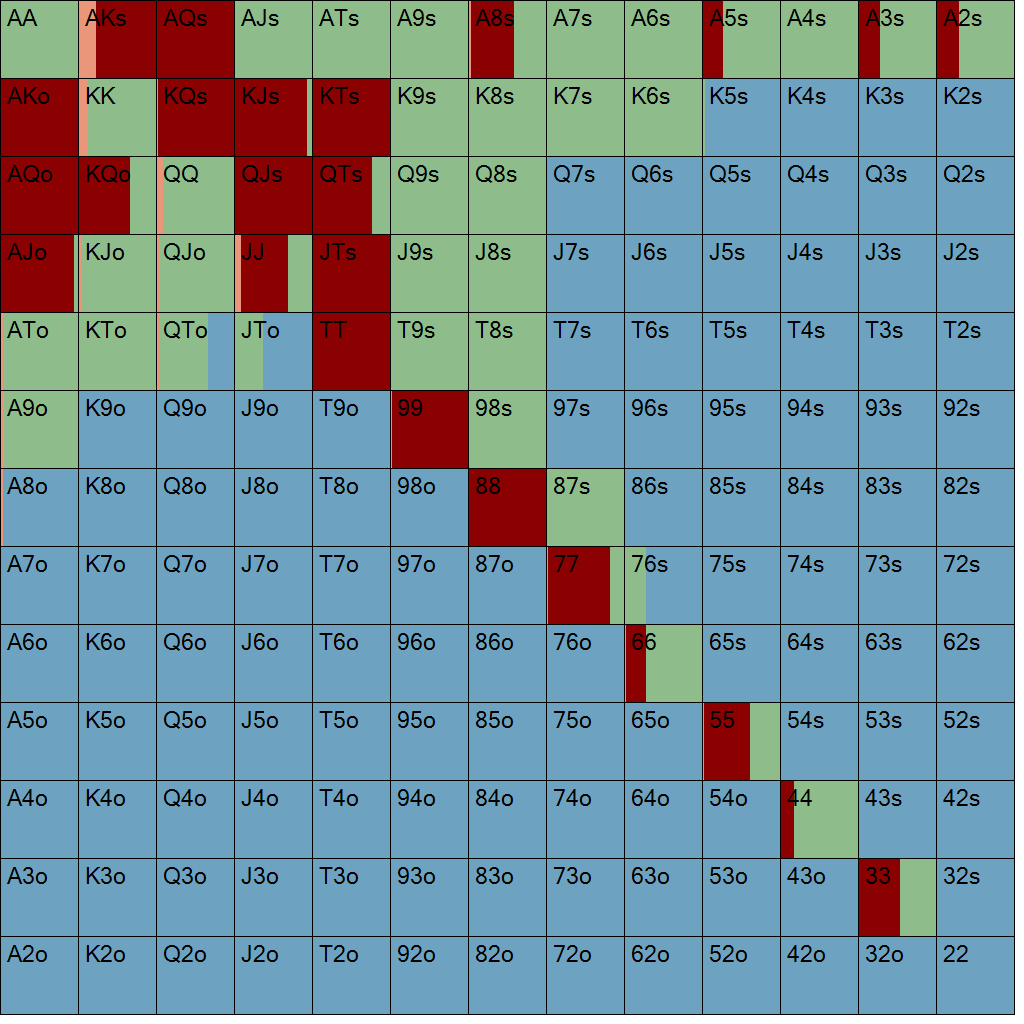 AA AKs AQs AJs ATs A9s A8s A7s A6s A5s A4s A3s A2s
AKo KK KQs KJs KTs K9s K8s K7s K6s K5s K4s K3s K2s
AQo KQo QQ QJs QTs Q9s Q8s Q7s Q6s Q5s Q4s Q3s Q2s
AJo KJo QJo JJ JTs J9s J8s J7s J6s J5s J4s J3s J2s
ATo KTo QTo JTo TT T9s T8s T7s T6s T5s T4s T3s T2s
A9o K9o Q9o J9o T9o 99 98s 97s 96s 95s 94s 93s 92s
A8o K8o Q8o J8o T8o 98o 88 87s 86s 85s 84s 83s 82s
A7o K7o Q7o J7o T7o 97o 87o 77 76s 75s 74s 73s 72s
A6o K6o Q6o J6o T6o 96o 86o 76o 66 65s 64s 63s 62s
A5o K5o Q5o J5o T5o 95o 85o 75o 65o 55 54s 53s 52s
A4o K4o Q4o J4o T4o 94o 84o 74o 64o 54o 44 43s 42s
A3o K3o Q3o J3o T3o 93o 83o 73o 63o 53o 43o 33 32s
A2o K2o Q2o J2o T2o 92o 82o 72o 62o 52o 42o 32o 22